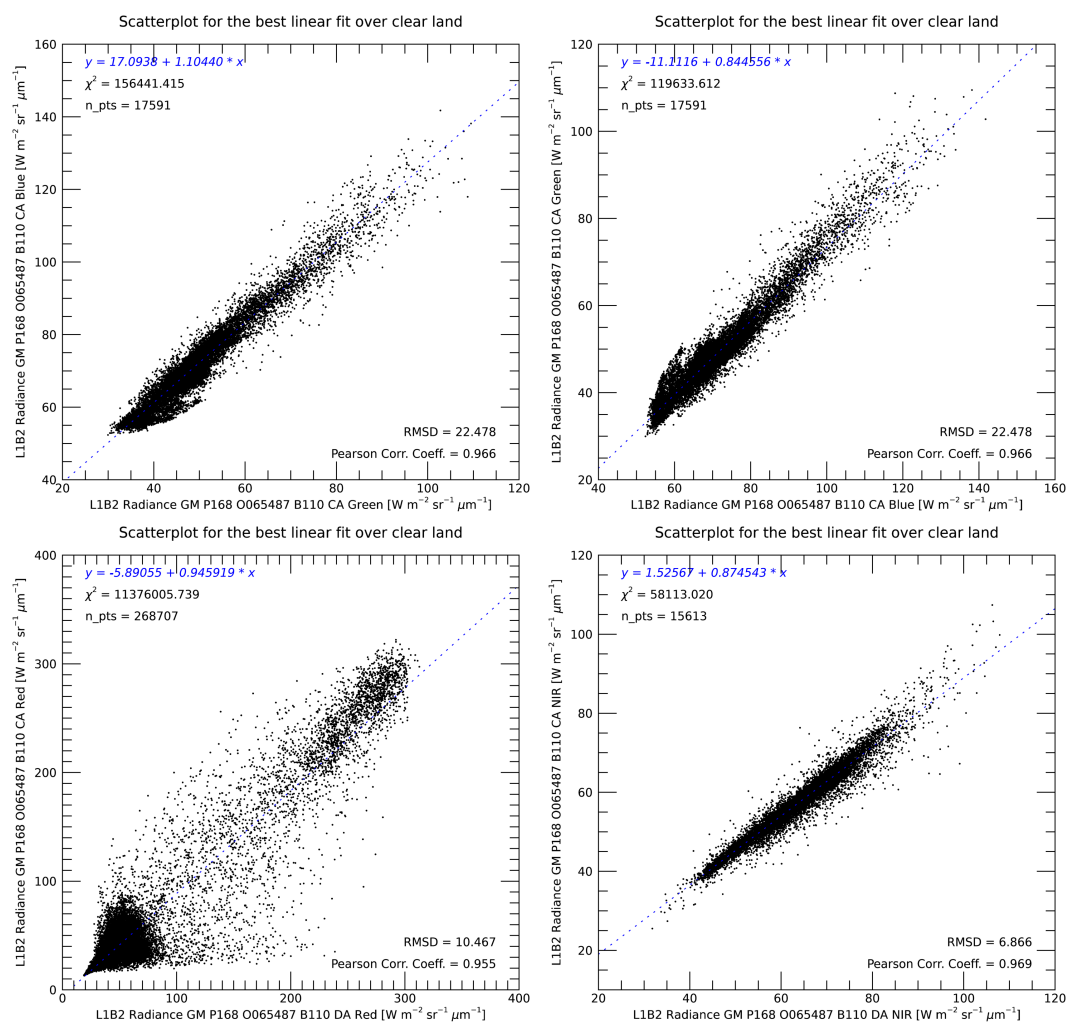 Scatterplot for the best linear fit over clear land
y = 17.0938 + 1.10440 * x
χ² = 156441.415
n_pts = 17591
RMSD = 22.478
Pearson Corr. Coeff. = 0.966
L1B2 Radiance GM P168 O065487 B110 CA Blue [W m⁻² sr⁻¹ μm⁻¹]
160
140
120
100
80
60
40
20 40 60 80 100 120
L1B2 Radiance GM P168 O065487 B110 CA Green [W m⁻² sr⁻¹ μm⁻¹]
Scatterplot for the best linear fit over clear land
y = -11.1116 + 0.844556 * x
χ² = 119633.612
n_pts = 17591
RMSD = 22.478
Pearson Corr. Coeff. = 0.966
L1B2 Radiance GM P168 O065487 B110 CA Green [W m⁻² sr⁻¹ μm⁻¹]
120
100
80
60
40
20
40 60 80 100 120 140 160
L1B2 Radiance GM P168 O065487 B110 CA Blue [W m⁻² sr⁻¹ μm⁻¹]
Scatterplot for the best linear fit over clear land
y = -5.89055 + 0.945919 * x
χ² = 11376005.739
n_pts = 268707
RMSD = 10.467
Pearson Corr. Coeff. = 0.955
L1B2 Radiance GM P168 O065487 B110 CA Red [W m⁻² sr⁻¹ μm⁻¹]
400
300
200
100
0
0 100 200 300 400
L1B2 Radiance GM P168 O065487 B110 DA Red [W m⁻² sr⁻¹ μm⁻¹]
Scatterplot for the best linear fit over clear land
y = 1.52567 + 0.874543 * x
χ² = 58113.020
n_pts = 15613
RMSD = 6.866
Pearson Corr. Coeff. = 0.969
L1B2 Radiance GM P168 O065487 B110 CA NIR [W m⁻² sr⁻¹ μm⁻¹]
120
100
80
60
40
20
20 40 60 80 100 120
L1B2 Radiance GM P168 O065487 B110 DA NIR [W m⁻² sr⁻¹ μm⁻¹]